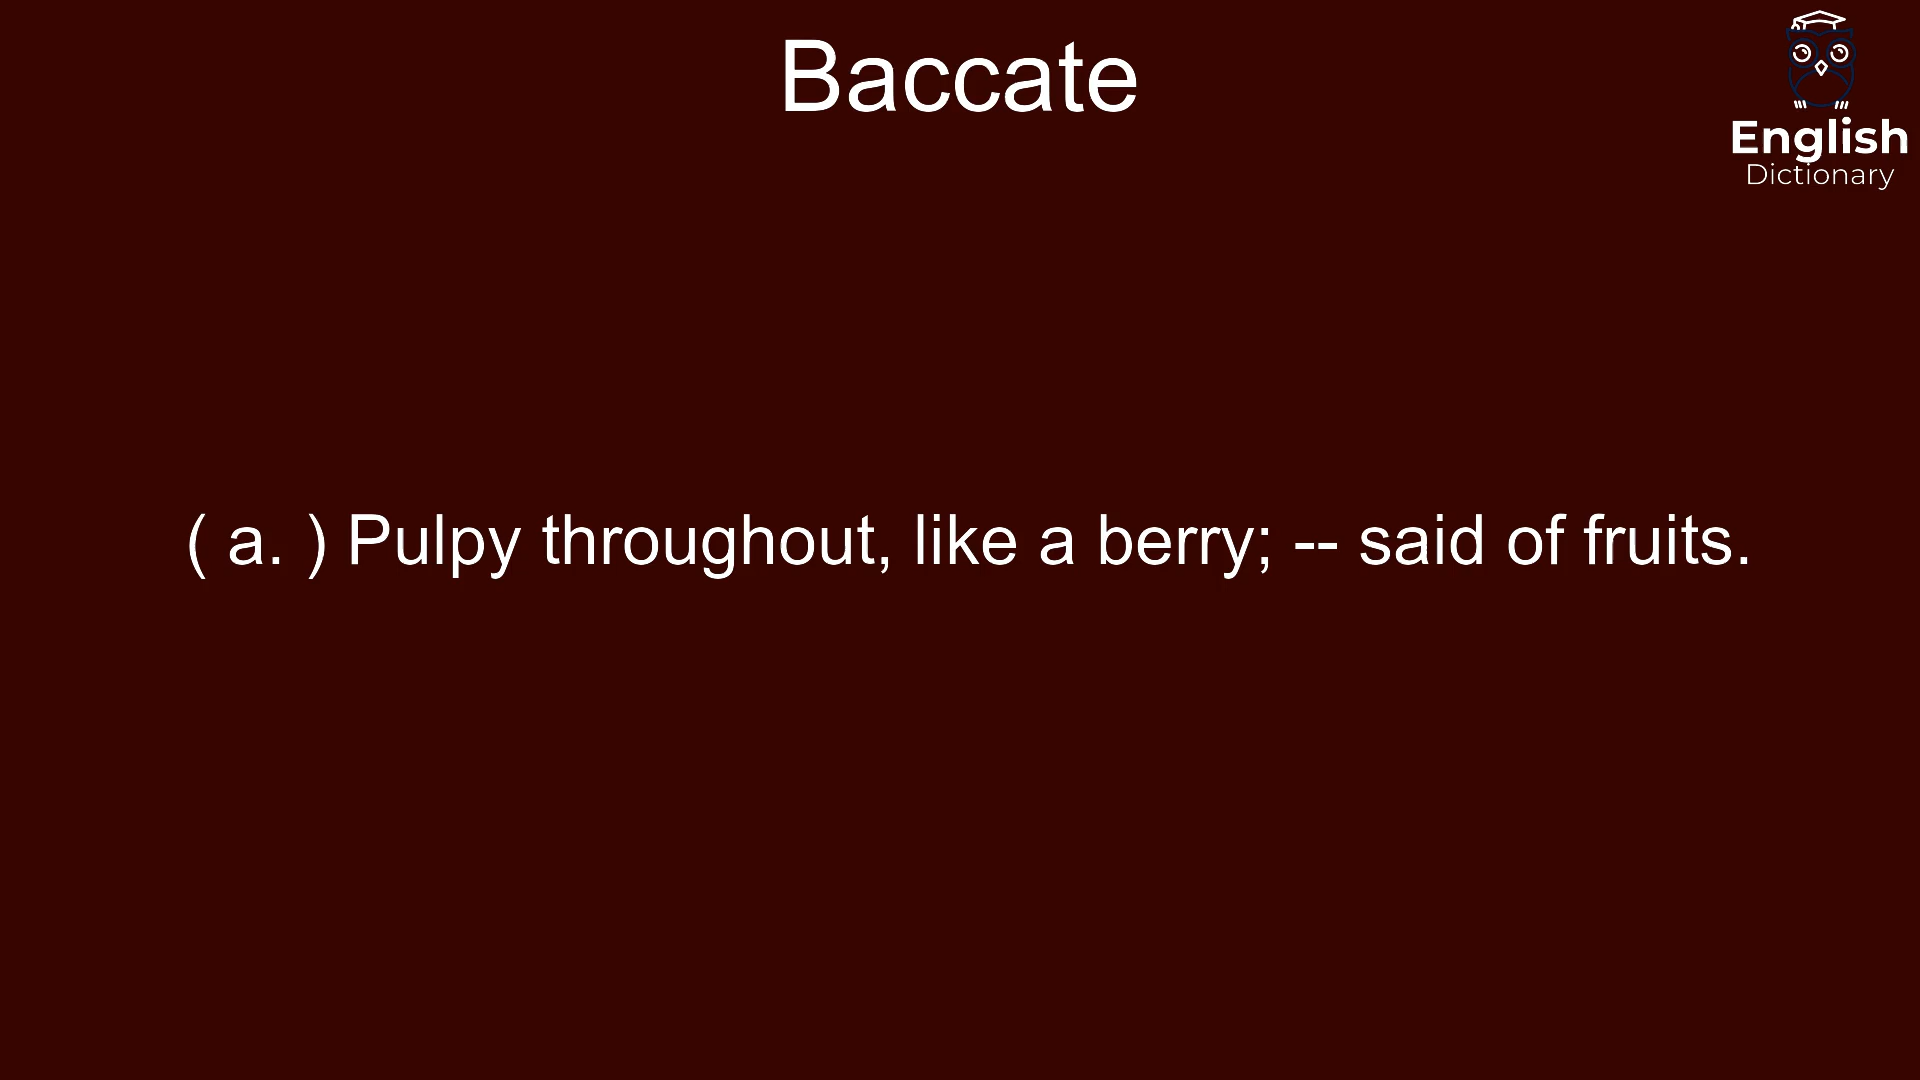 Baccate
English
Dictionary
( a. ) Pulpy throughout, like a berry; -- said of fruits.